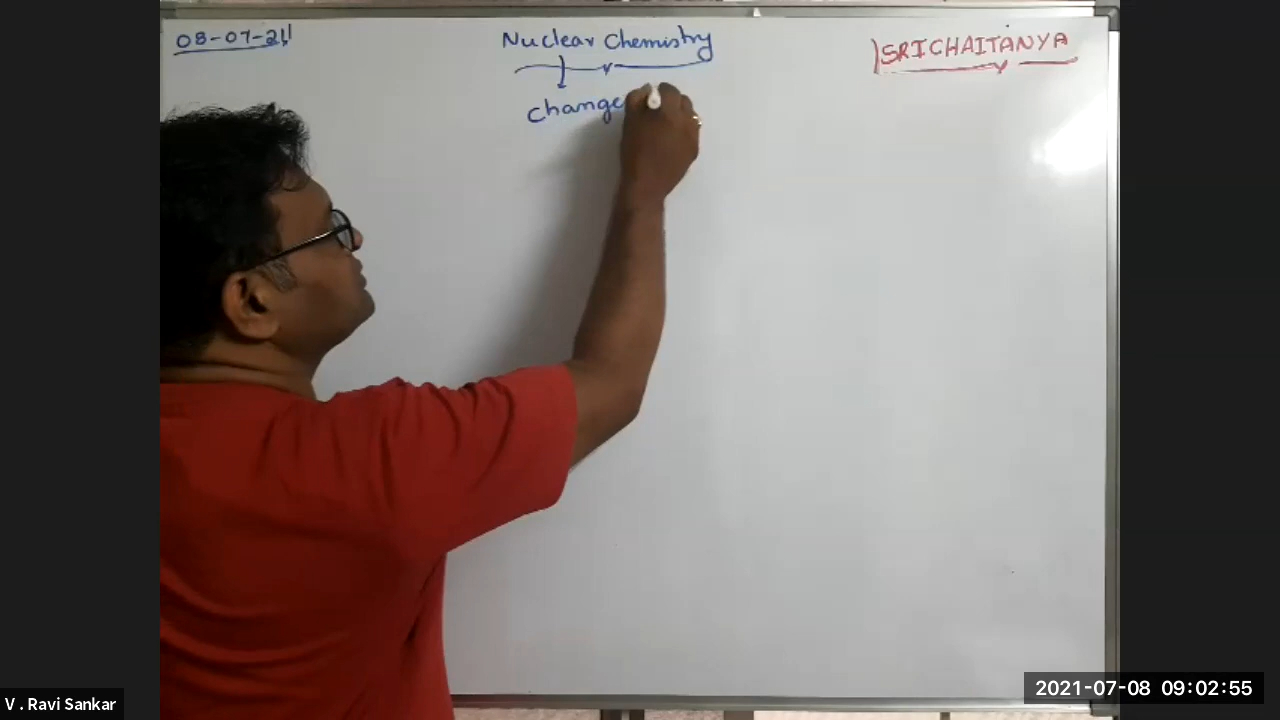 08-07-21
Nuclear Chemistry
SRICHAITANYA
Change
V . Ravi Sankar
2021-07-08 09:02:55